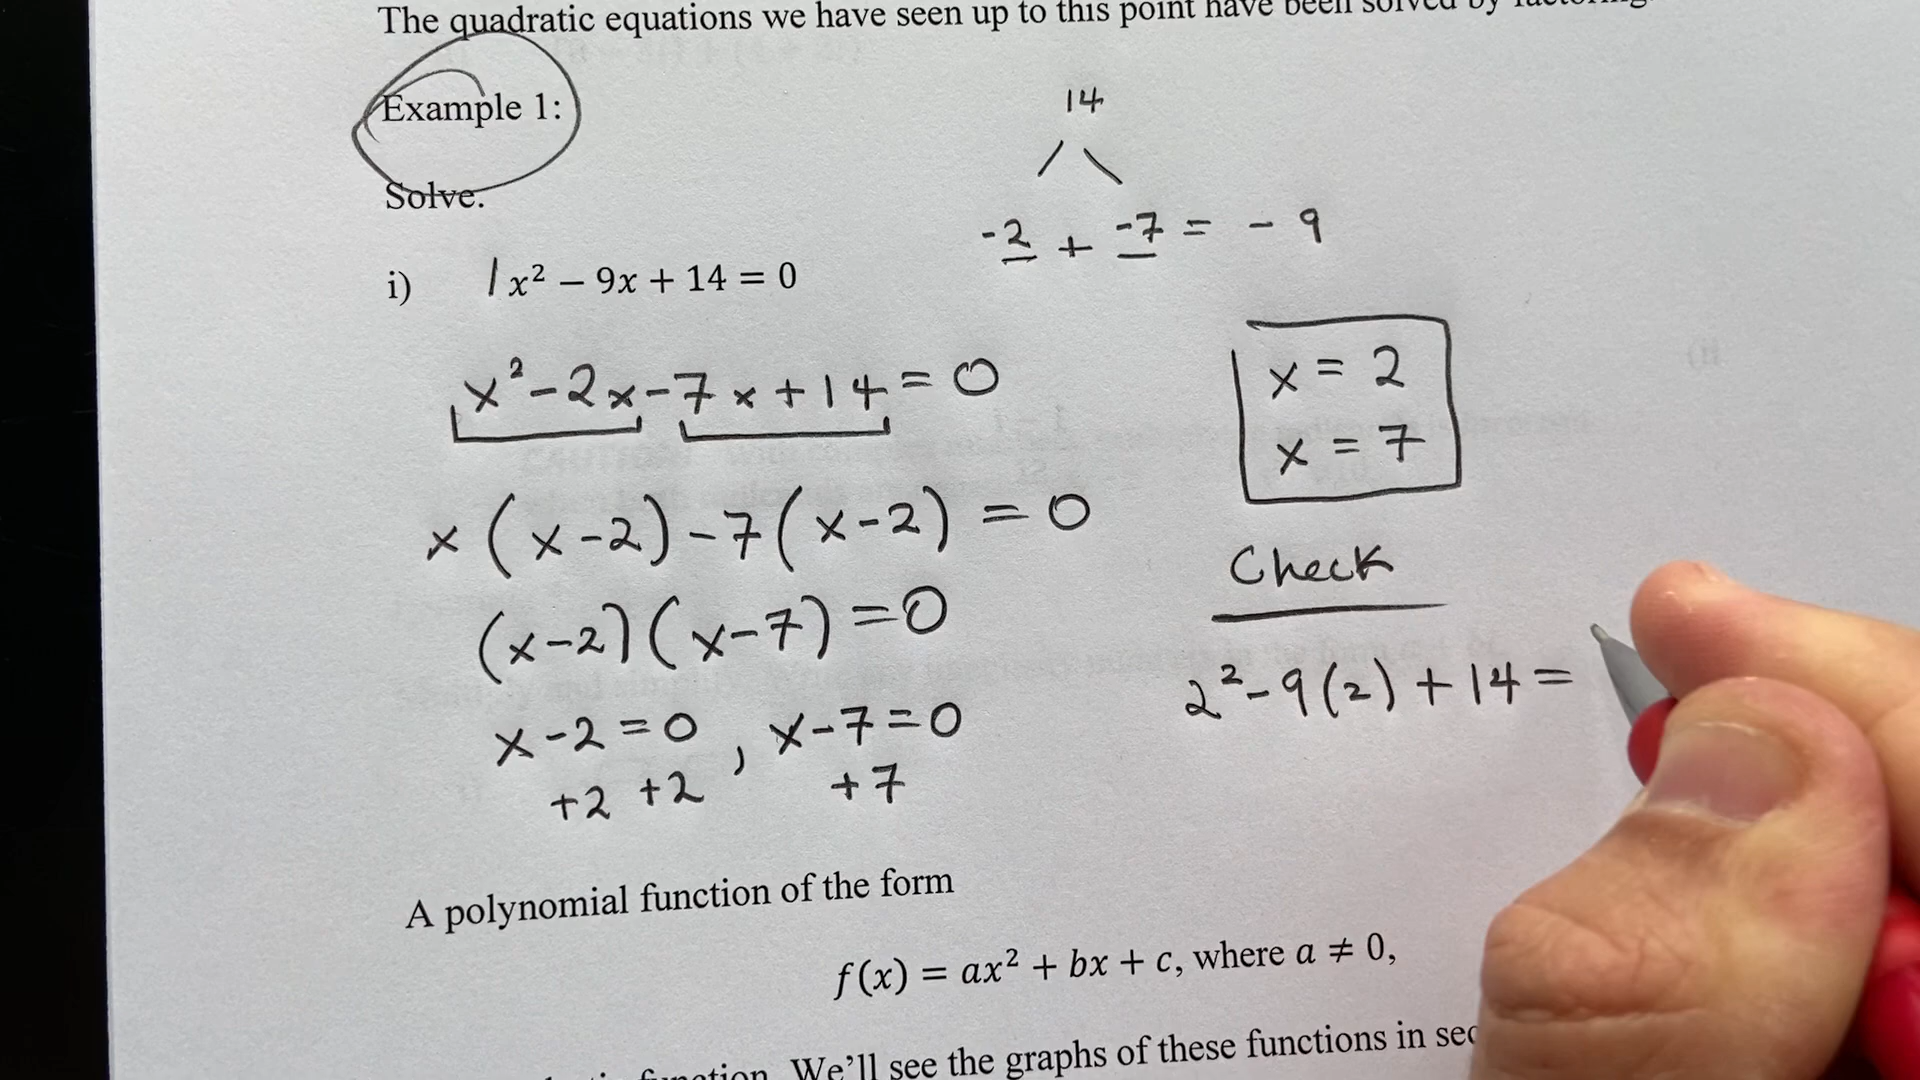 The quadratic equations we have seen up to this point have been solved by factoring.
Example 1:
Solve.
14
-2 + -7 = - 9
i) 1x² − 9x + 14 = 0
x² - 2x - 7x + 14 = 0
x(x-2) - 7(x-2) = 0
(x-2)(x-7) = 0
x-2=0, x-7=0
+2 +2 +7
x = 2
x = 7
Check
2² - 9(2) + 14 =
A polynomial function of the form
f(x) = ax² + bx + c, where a ≠ 0,
We'll see the graphs of these functions in